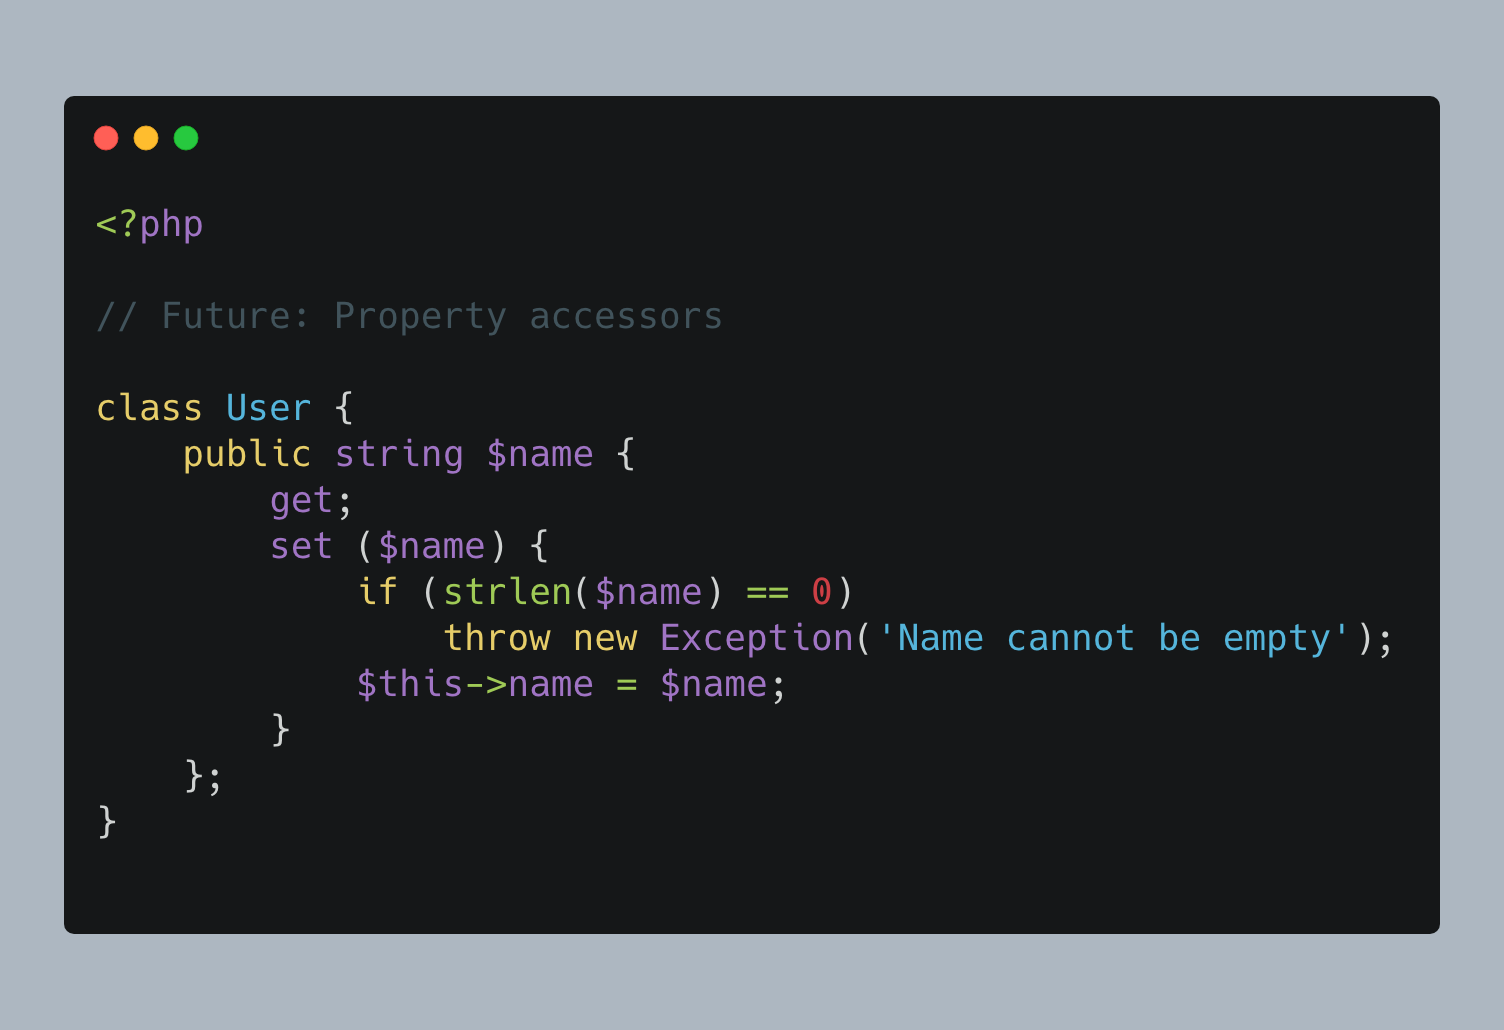 <?php
// Future: Property accessors
class User {
    public string $name {
        get;
        set ($name) {
            if (strlen($name) == 0)
                throw new Exception('Name cannot be empty');
            $this->name = $name;
        }
    };
}